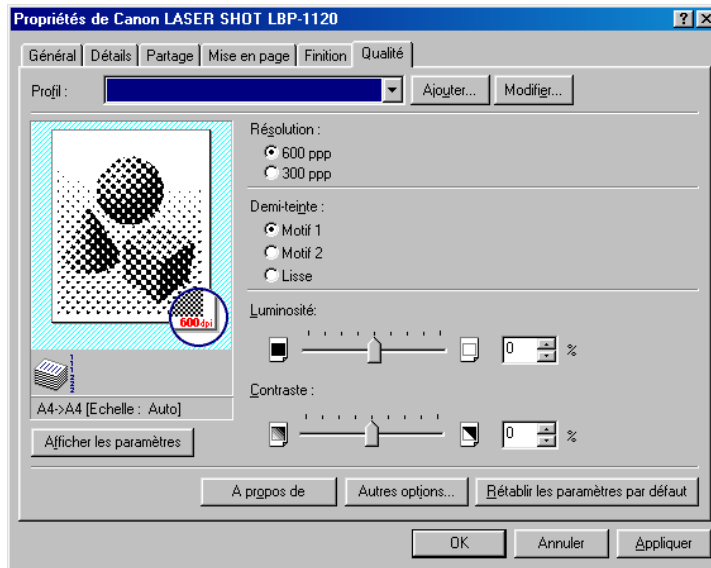 Propriétés de Canon LASER SHOT LBP-1120
Général Détails Partage Mise en page Finition Qualité
Profil : Ajouter... Modifier...
Résolution :
600 ppp
300 ppp
Demi-teinte :
Motif 1
Motif 2
Lisse
600dpi
Luminosité:
0 %
A4->A4 [Echelle : Auto]
Contraste :
0 %
Afficher les paramètres
A propos de Autres options... Rétablir les paramètres par défaut
OK Annuler Appliquer